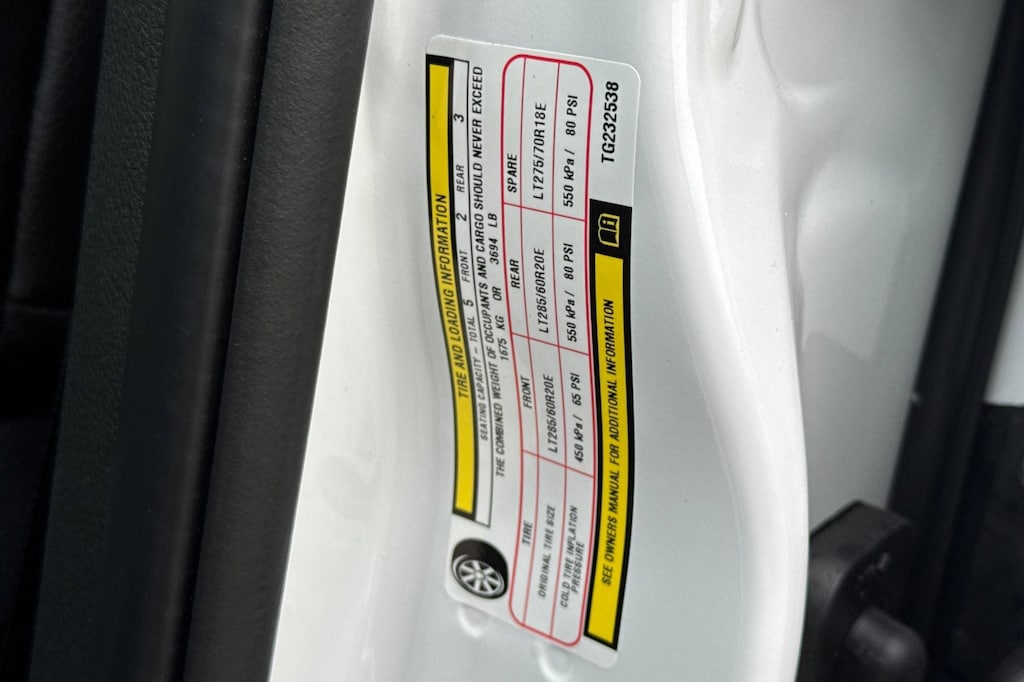 TIRE AND LOADING INFORMATION
SEATING CAPACITY - TOTAL 5 FRONT 2 REAR 3
THE COMBINED WEIGHT OF OCCUPANTS AND CARGO SHOULD NEVER EXCEED
1675 KG OR 3694 LB
TIRE FRONT REAR SPARE
ORIGINAL TIRE SIZE LT285/60R20E LT285/60R20E LT275/70R18E
COLD TIRE INFLATION PRESSURE 450 kPa / 65 PSI 550 kPa / 80 PSI 550 kPa / 80 PSI
SEE OWNERS MANUAL FOR ADDITIONAL INFORMATION
TG232538